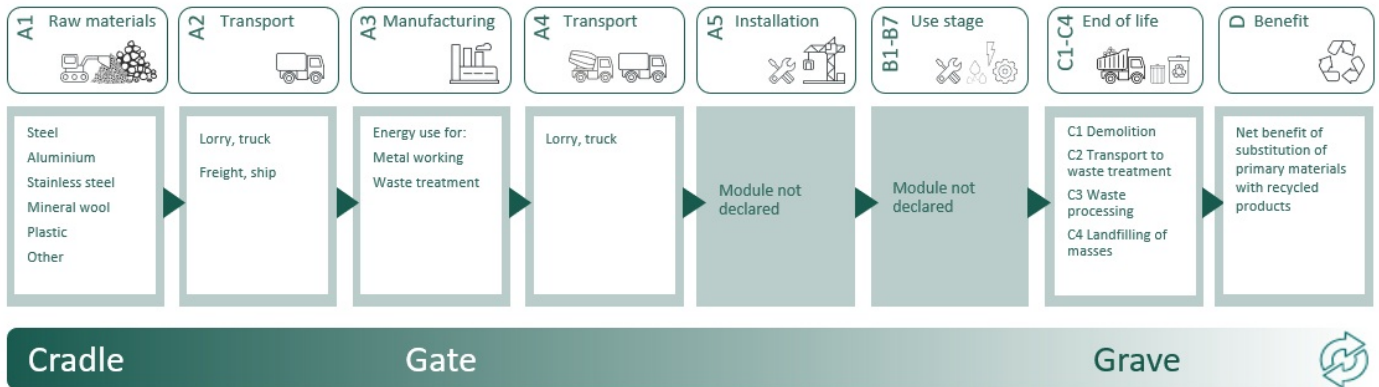 A1 Raw materials
A2 Transport
A3 Manufacturing
A4 Transport
A5 Installation
B1-B7 Use stage
C1-C4 End of life
D Benefit
Steel
Aluminium
Stainless steel
Mineral wool
Plastic
Other
Lorry, truck
Freight, ship
Energy use for:
Metal working
Waste treatment
Lorry, truck
Module not
declared
Module not
declared
C1 Demolition
C2 Transport to
waste treatment
C3 Waste
processing
C4 Landfilling of
masses
Net benefit of
substitution of
primary materials
with recycled
products
Cradle
Gate
Grave